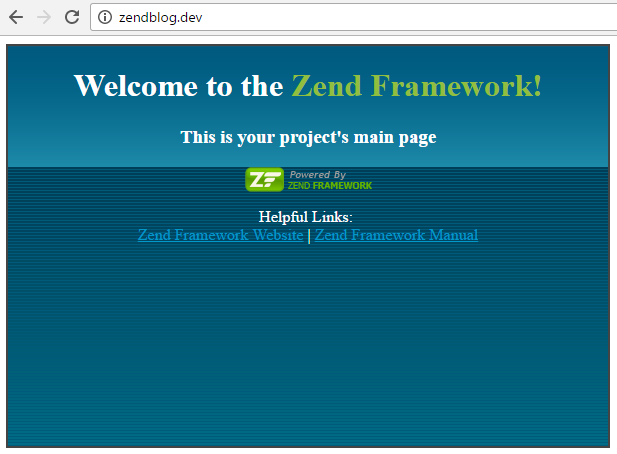 zendblog.dev
Welcome to the Zend Framework!
This is your project's main page
ZF Powered By
ZEND FRAMEWORK
Helpful Links:
Zend Framework Website | Zend Framework Manual